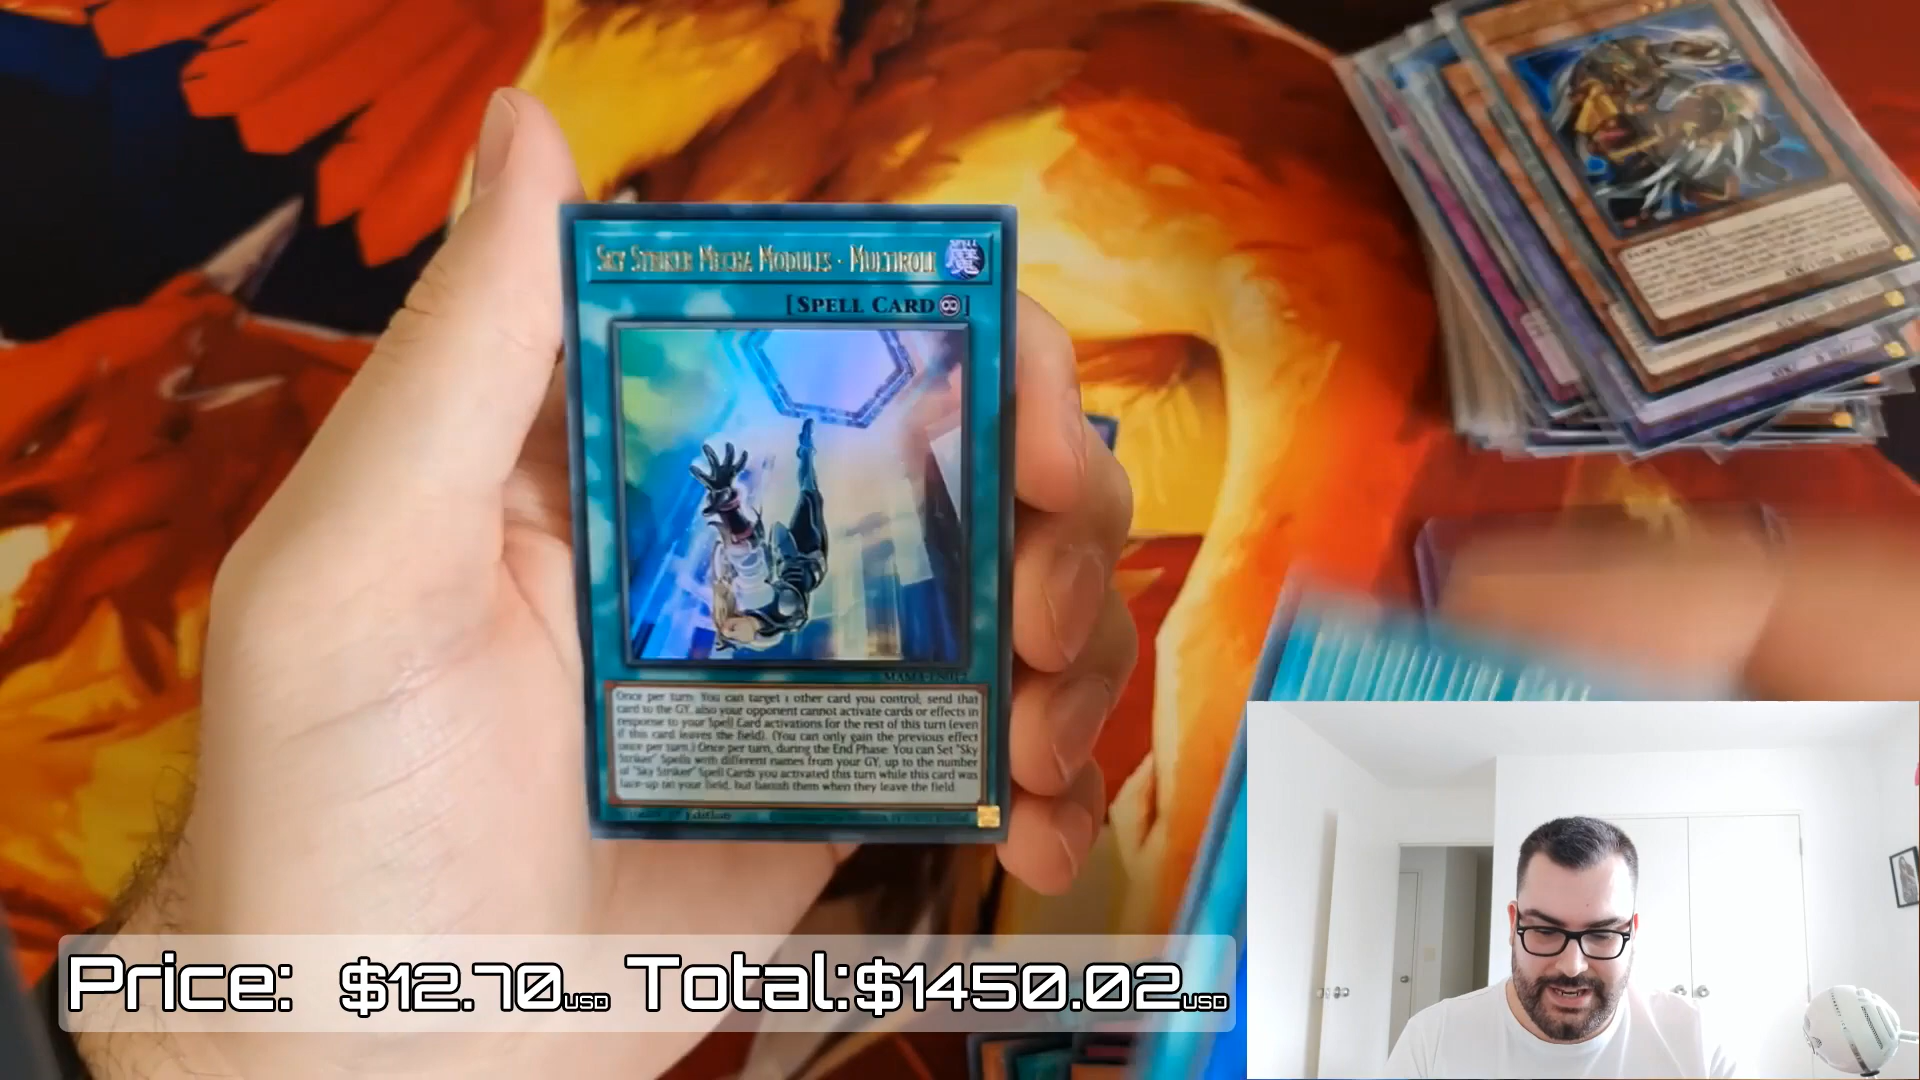 Sky Striker Mecha Modules - Multiroll
[Spell Card]
MAMA-EN017
Once per turn: You can target 1 other card you control; send that
card to the GY, also your opponent cannot activate cards or effects in
response to your Spell Card activations for the rest of this turn (even
if this card leaves the field). (You can only gain the previous effect
once per turn.) Once per turn, during the End Phase: You can Set "Sky
Striker" Spells with different names from your GY, up to the number
of "Sky Striker" Spell Cards you activated this turn while this card was
face-up on your field, but banish them when they leave the field
Edition
Price: $12.70USD Total:$1450.02USD